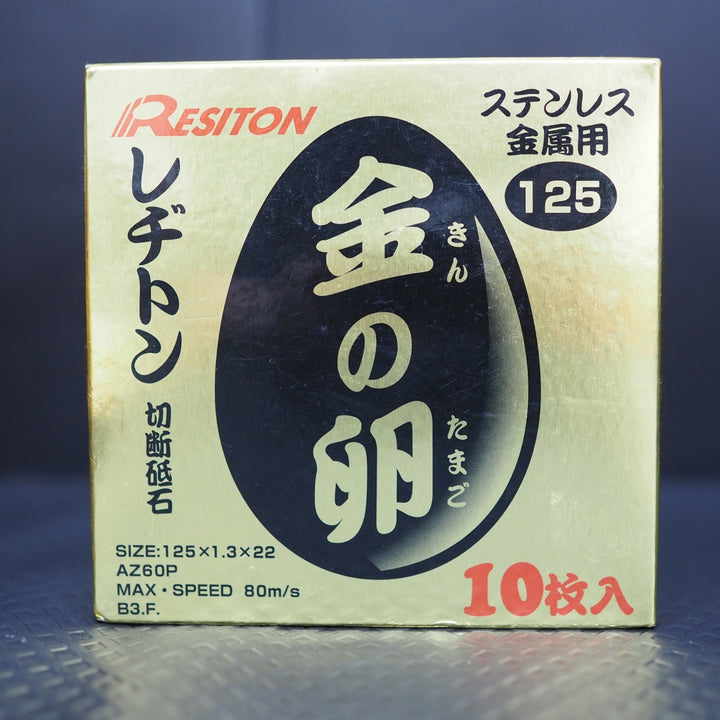 RESITON
レヂトン
切断砥石
金の卵
きん
たまご
ステンレス
金属用
125
SIZE:125×1.3×22
AZ60P
MAX・SPEED 80m/s
B3.F.
10枚入